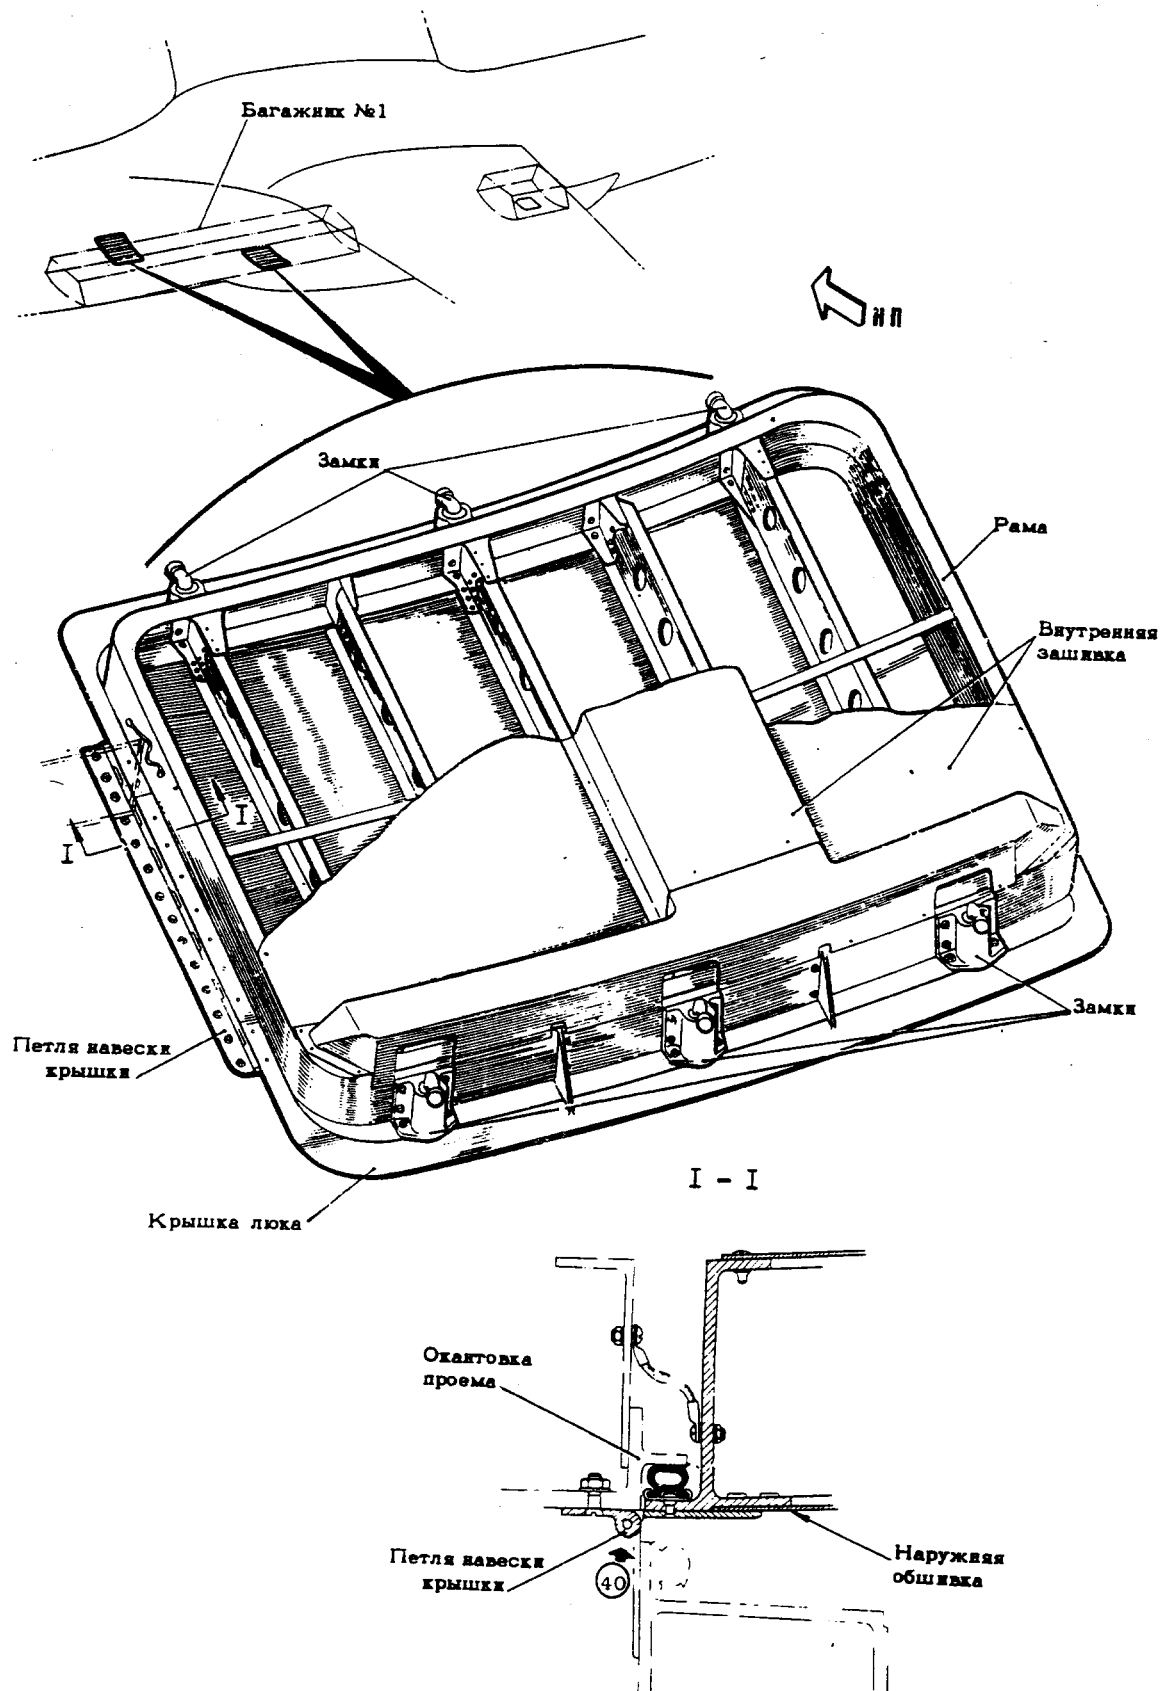 Багажник №1
НП
Замки
Рама
Внутренняя
зашивка
I
I
Замки
Петля навески
крышки
I - I
Крышка люка
Окантовка
проема
Петля навески
крышки
40
Наружняя
обшивка